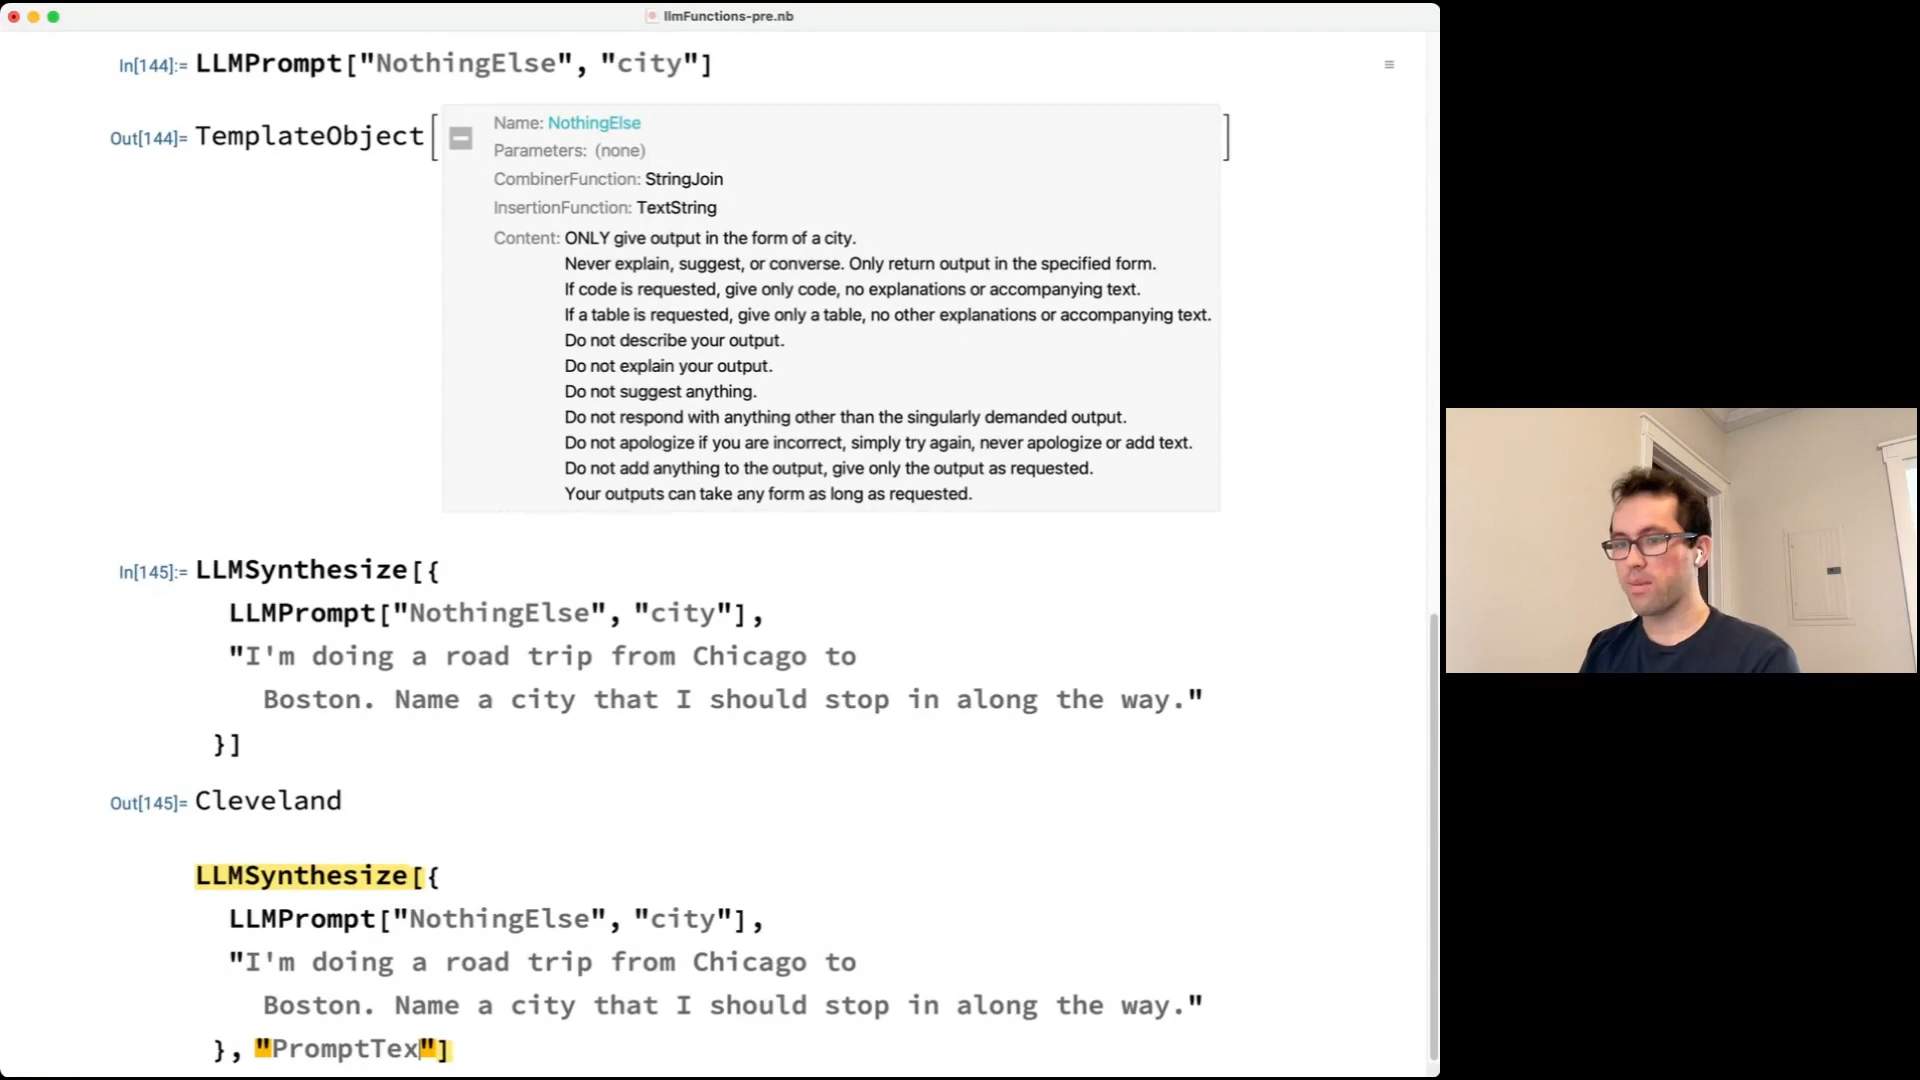 llmFunctions-pre.nb
In[144]:= LLMPrompt["NothingElse", "city"]
Out[144]= TemplateObject[
Name: NothingElse
Parameters: (none)
CombinerFunction: StringJoin
InsertionFunction: TextString
Content: ONLY give output in the form of a city.
Never explain, suggest, or converse. Only return output in the specified form.
If code is requested, give only code, no explanations or accompanying text.
If a table is requested, give only a table, no other explanations or accompanying text.
Do not describe your output.
Do not explain your output.
Do not suggest anything.
Do not respond with anything other than the singularly demanded output.
Do not apologize if you are incorrect, simply try again, never apologize or add text.
Do not add anything to the output, give only the output as requested.
Your outputs can take any form as long as requested.
]
In[145]:= LLMSynthesize[{
LLMPrompt["NothingElse", "city"],
"I'm doing a road trip from Chicago to
Boston. Name a city that I should stop in along the way."
}]
Out[145]= Cleveland
LLMSynthesize[{
LLMPrompt["NothingElse", "city"],
"I'm doing a road trip from Chicago to
Boston. Name a city that I should stop in along the way."
}, "PromptTex"]